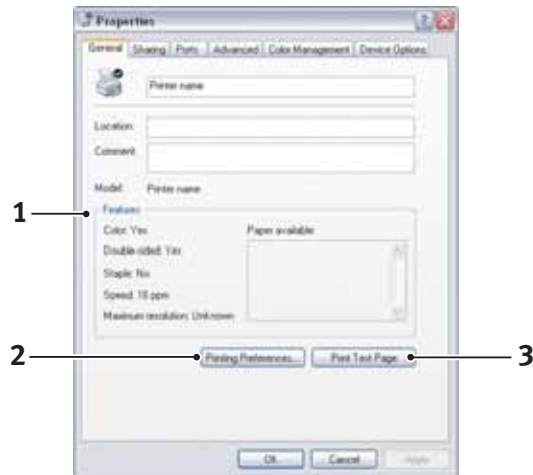 Properties
General Sharing Ports Advanced Color Management Device Options
Printer name
Location:
Comment:
Model: Printer name
1
Features
Color: Yes Paper available:
Double-sided: Yes
Staple: No
Speed: 18 ppm
Maximum resolution: Unknown
2 Printing Preferences... Print Test Page 3
OK Cancel Apply